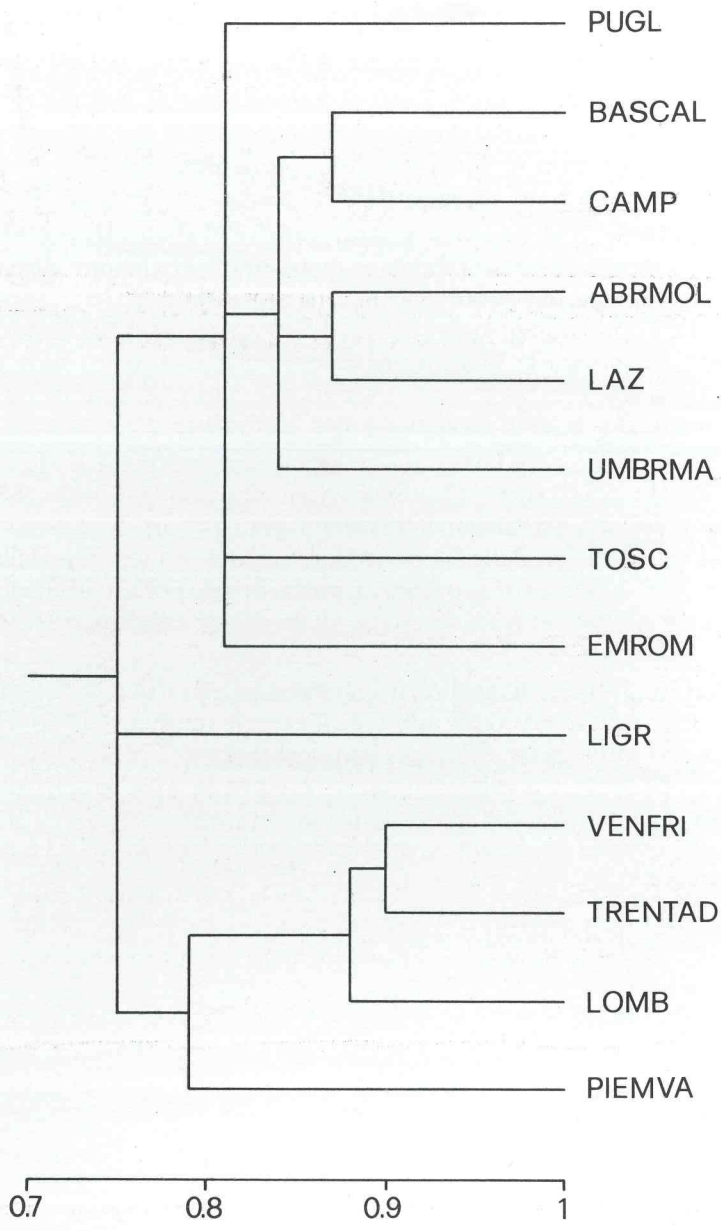 PUGL
BASCAL
CAMP
ABRMOL
LAZ
UMBRMA
TOSC
EMROM
LIGR
VENFRI
TRENTAD
LOMB
PIEMVA
0.7 0.8 0.9 1